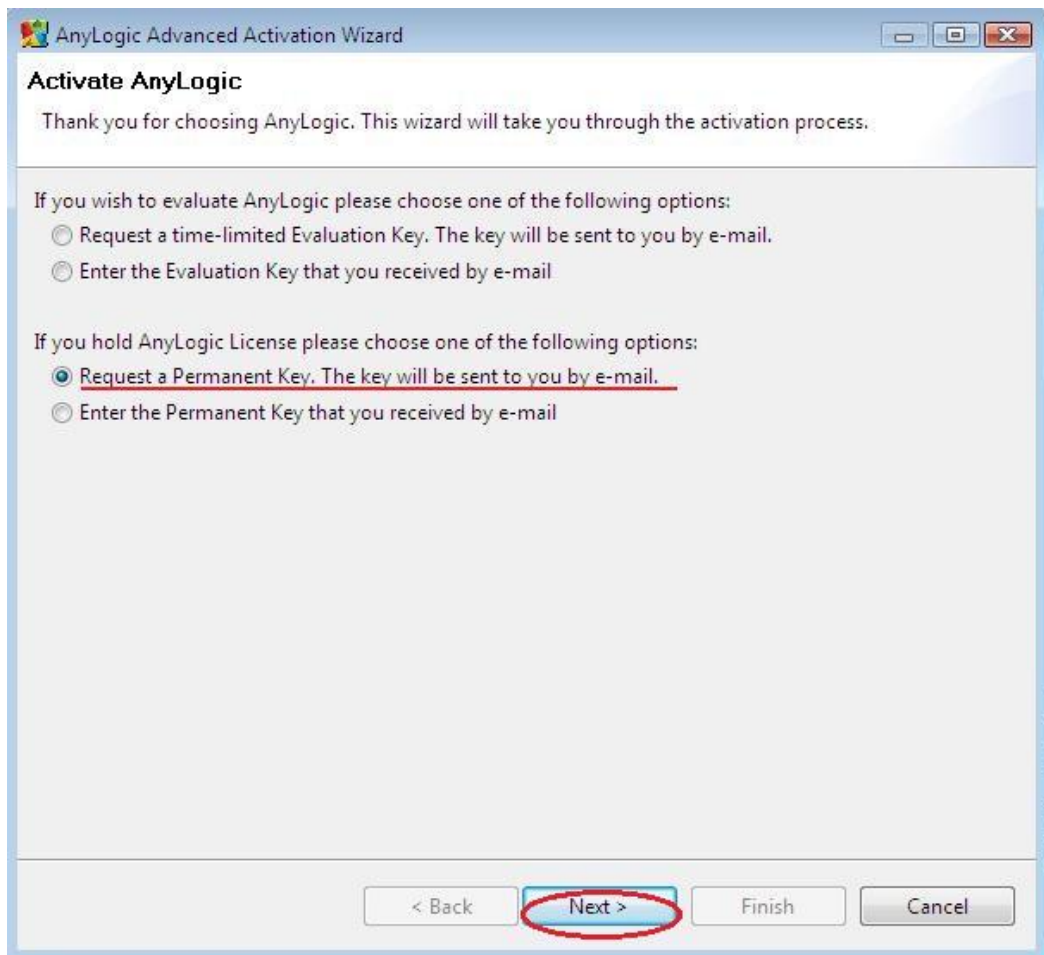 AnyLogic Advanced Activation Wizard
Activate AnyLogic
Thank you for choosing AnyLogic. This wizard will take you through the activation process.
If you wish to evaluate AnyLogic please choose one of the following options:
Request a time-limited Evaluation Key. The key will be sent to you by e-mail.
Enter the Evaluation Key that you received by e-mail
If you hold AnyLogic License please choose one of the following options:
Request a Permanent Key. The key will be sent to you by e-mail.
Enter the Permanent Key that you received by e-mail
< Back Next > Finish Cancel